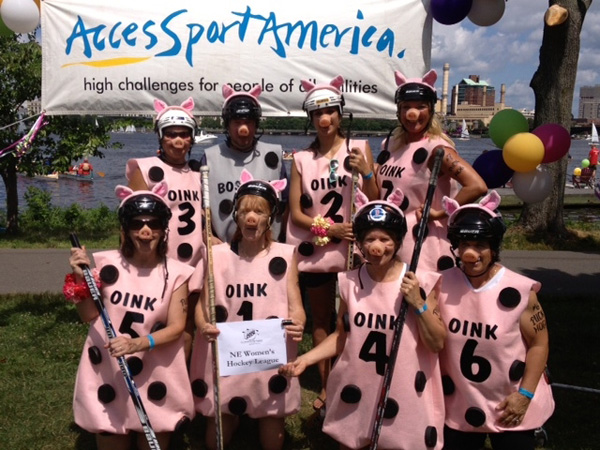 AccesSportAmerica.
high challenges for people of all abilities
OINK
3
BOS
OINK
2
OINK
OINK
5
OINK
1
OINK
4
OINK
6
NE Women's
Hockey League